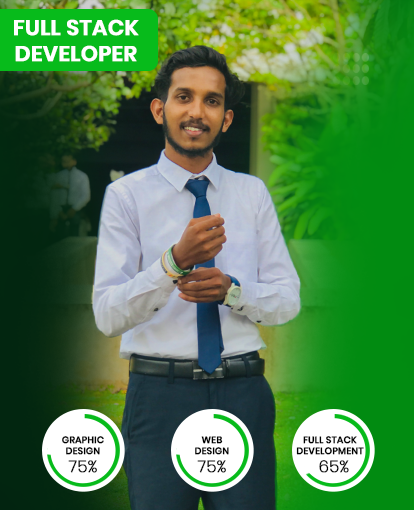 FULL STACK
DEVELOPER
GRAPHIC
DESIGN
75%
WEB
DESIGN
75%
FULL STACK
DEVELOPMENT
65%